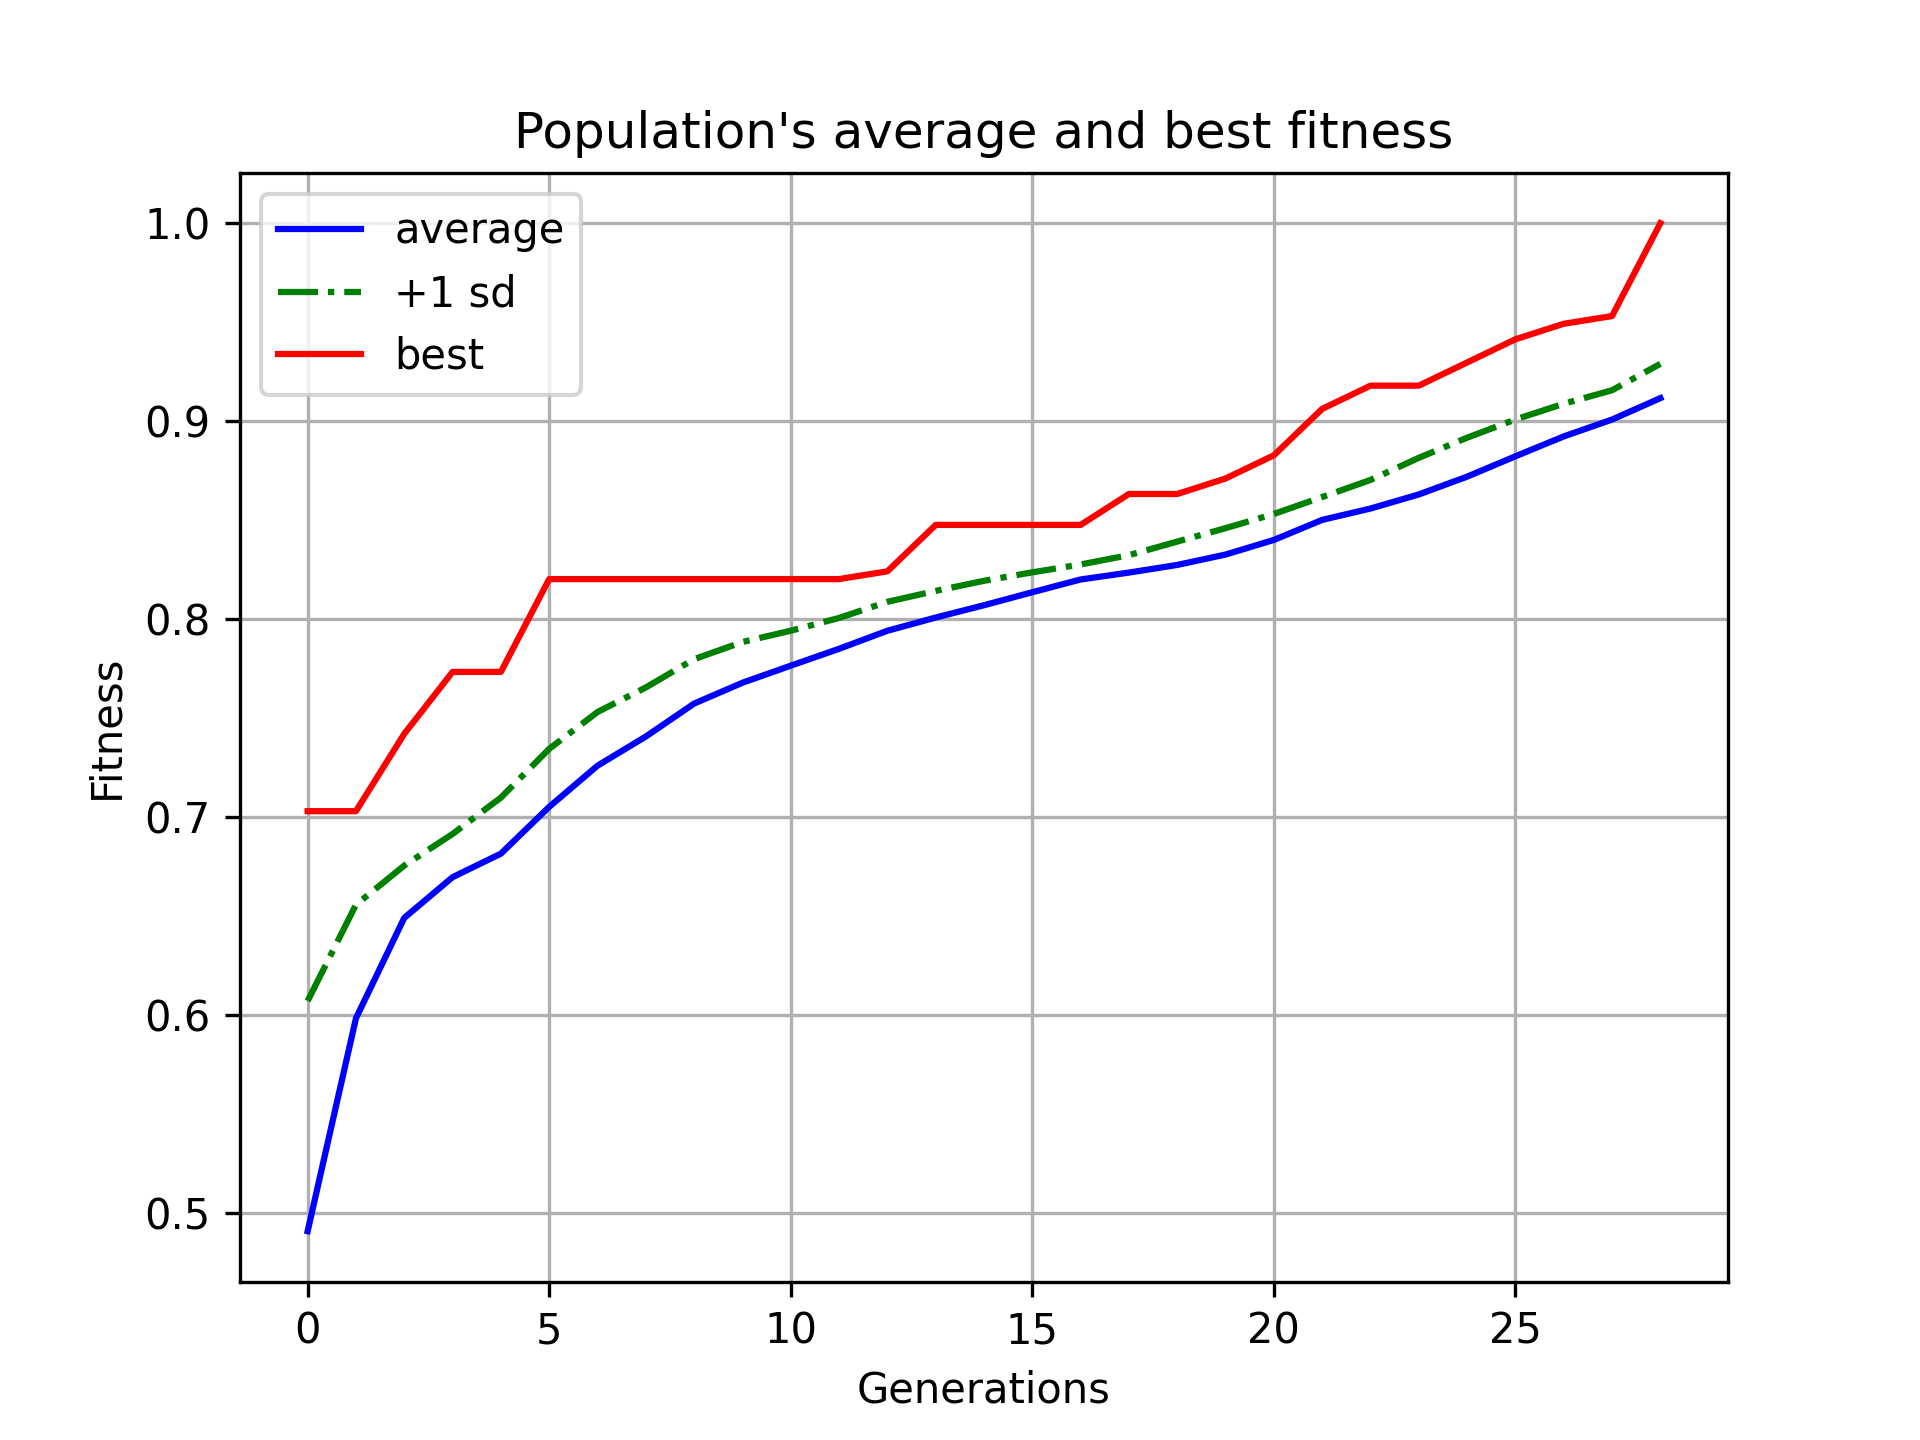 Population's average and best fitness
average
+1 sd
best
1.0
0.9
0.8
0.7
0.6
0.5
Fitness
0 5 10 15 20 25
Generations